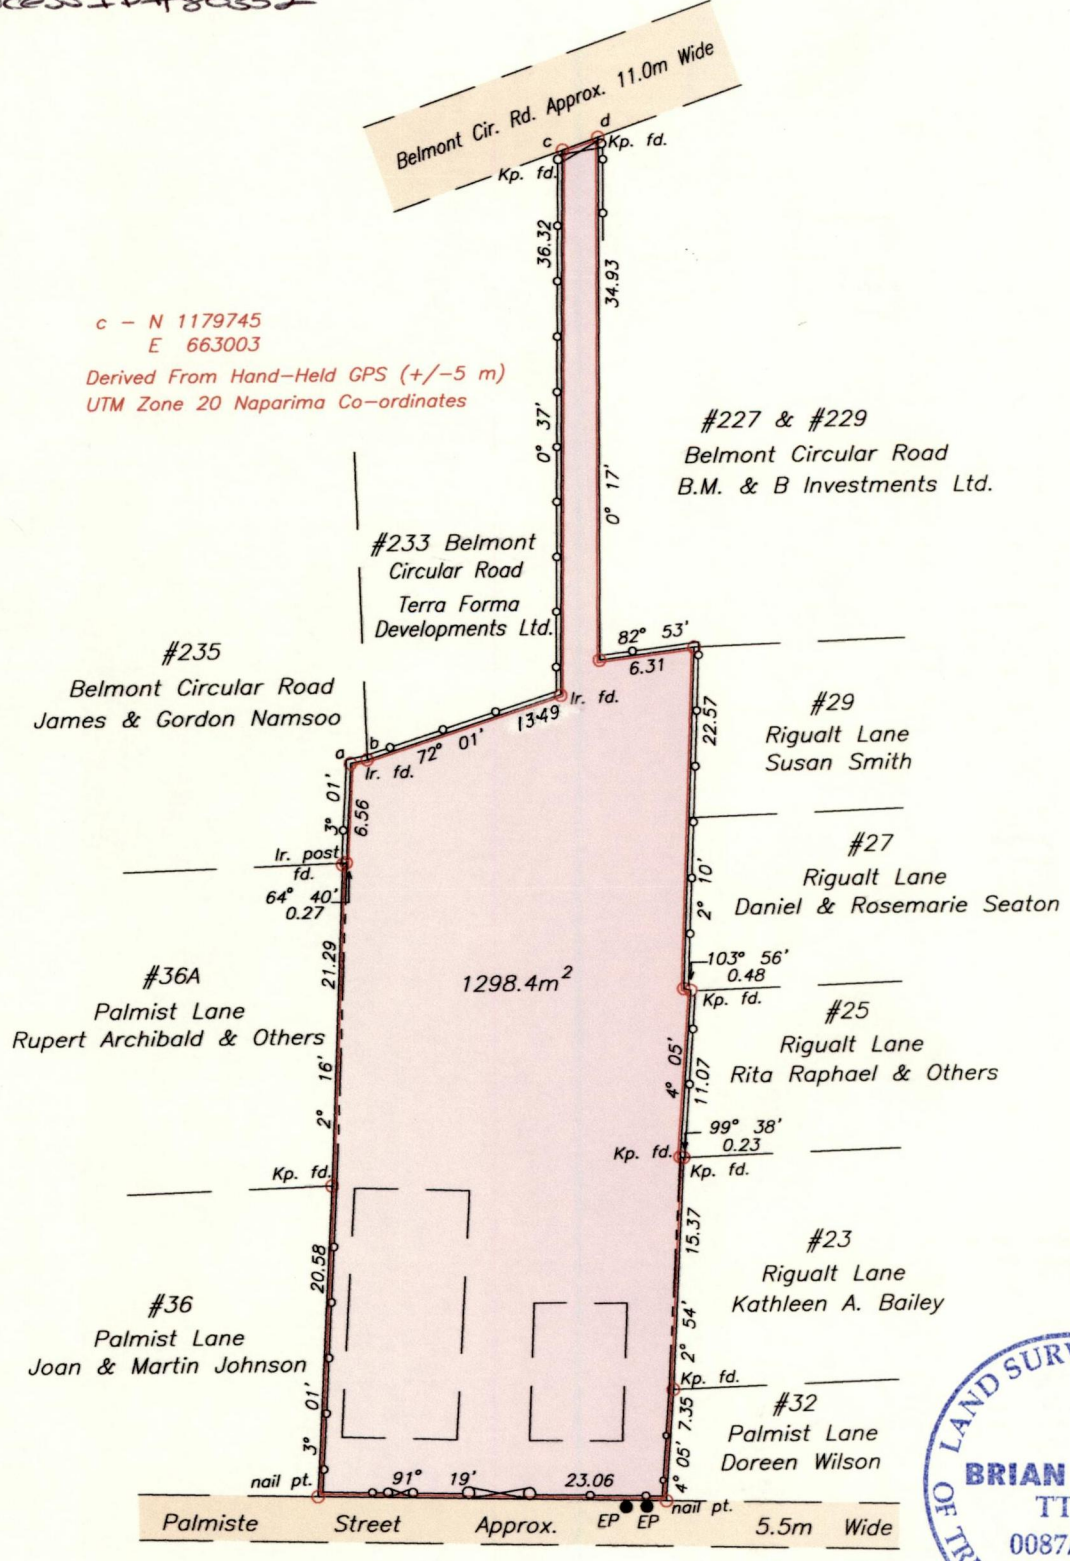 Belmont Cir. Rd. Approx. 11.0m Wide
c
d
Kp. fd.
Kp. fd.
36.32
34.93
c - N 1179745
E 663003
Derived From Hand-Held GPS (+/-5 m)
UTM Zone 20 Naparima Co-ordinates
#227 & #229
Belmont Circular Road
B.M. & B Investments Ltd.
0° 37'
0° 17'
#233 Belmont
Circular Road
Terra Forma
Developments Ltd.
82° 53'
6.31
#235
Belmont Circular Road
James & Gordon Namsoo
Ir. fd.
13.49
72° 01'
a
b
Ir. fd.
22.57
#29
Rigualt Lane
Susan Smith
3° 01'
6.56
Ir. post
fd.
64° 40'
0.27
#27
Rigualt Lane
Daniel & Rosemarie Seaton
2° 10'
21.29
#36A
Palmist Lane
Rupert Archibald & Others
1298.4m²
103° 56'
0.48
Kp. fd.
#25
Rigualt Lane
Rita Raphael & Others
4° 05'
11.07
2° 16'
99° 38'
0.23
Kp. fd.
Kp. fd.
Kp. fd.
15.37
#23
Rigualt Lane
Kathleen A. Bailey
20.58
#36
Palmist Lane
Joan & Martin Johnson
2° 54'
Kp. fd.
#32
Palmist Lane
Doreen Wilson
7.35
4° 05'
3° 01'
nail pt.
91° 19'
23.06
nail pt.
EP EP
Palmiste Street Approx. 5.5m Wide
LAND SURV
BRIAN
TT
0087
OF TR